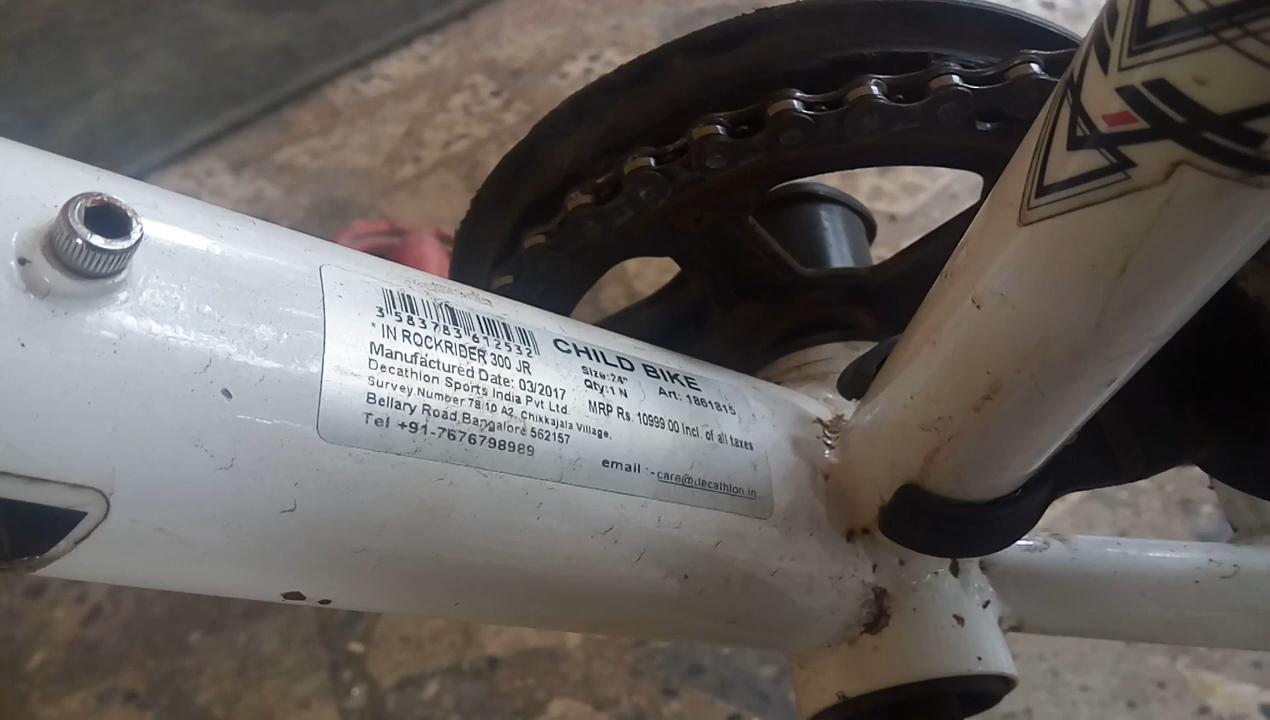 3 583783 612532
* IN ROCKRIDER 300 JR
Manufactured Date: 03/2017
Decathlon Sports India Pvt Ltd.
Survey Number 78/10 A2, Chikkajala Village,
Bellary Road,Bangalore 562157
Tel +91-7676798989
CHILD BIKE
Size:24"
Qty:1 N
Art: 1861815
MRP Rs. 10999.00 Incl. of all taxes
email :-care@decathlon.in